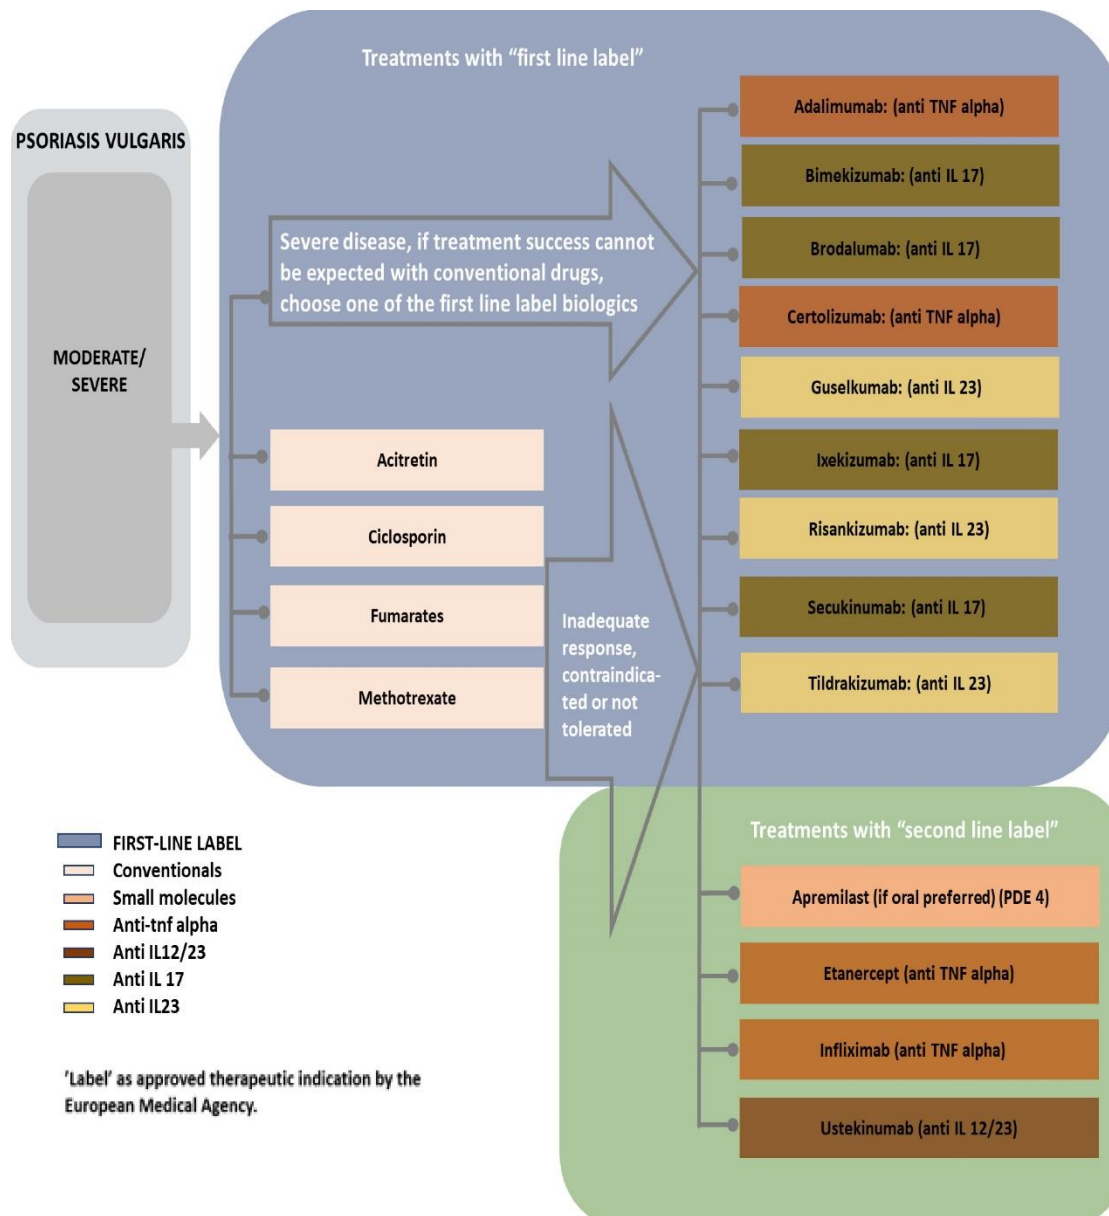 Treatments with “first line label”
PSORIASIS VULGARIS
MODERATE/
SEVERE
Severe disease, if treatment success cannot
be expected with conventional drugs,
choose one of the first line label biologics
Acitretin
Ciclosporin
Fumarates
Methotrexate
Inadequate
response,
contraindica-
ted or not
tolerated
Adalimumab: (anti TNF alpha)
Bimekizumab: (anti IL 17)
Brodalumab: (anti IL 17)
Certolizumab: (anti TNF alpha)
Guselkumab: (anti IL 23)
Ixekizumab: (anti IL 17)
Risankizumab: (anti IL 23)
Secukinumab: (anti IL 17)
Tildrakizumab: (anti IL 23)
Treatments with “second line label”
Apremilast (if oral preferred) (PDE 4)
Etanercept (anti TNF alpha)
Infliximab (anti TNF alpha)
Ustekinumab (anti IL 12/23)
FIRST-LINE LABEL
Conventionals
Small molecules
Anti-tnf alpha
Anti IL12/23
Anti IL 17
Anti IL23
'Label' as approved therapeutic indication by the
European Medical Agency.